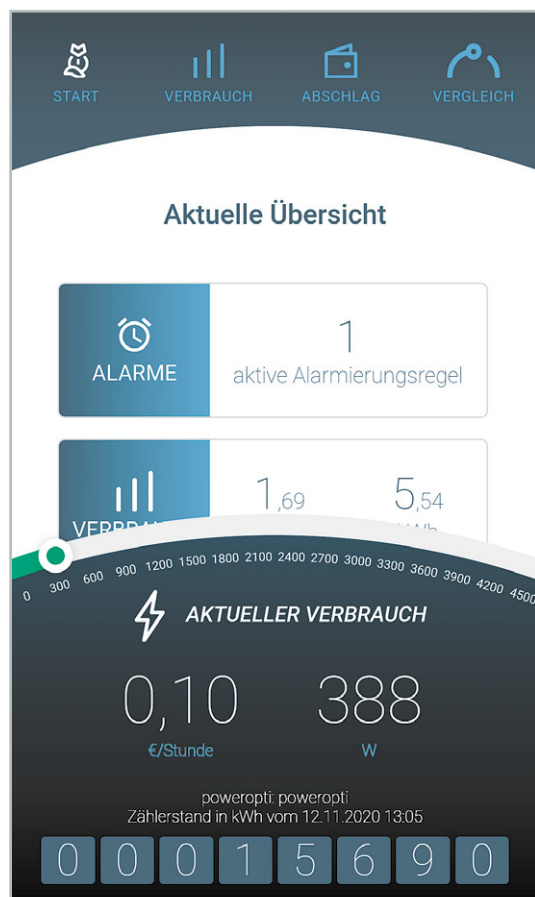 START VERBRAUCH ABSCHLAG VERGLEICH
Aktuelle Übersicht
ALARME
1
aktive Alarmierungsregel
1,69 5,54
0 300 600 900 1200 1500 1800 2100 2400 2700 3000 3300 3600 3900 4200 4500
AKTUELLER VERBRAUCH
0,10 388
€/Stunde W
poweropti: poweropti
Zählerstand in kWh vom 12.11.2020 13:05
0 0 0 1 5 6 9 0